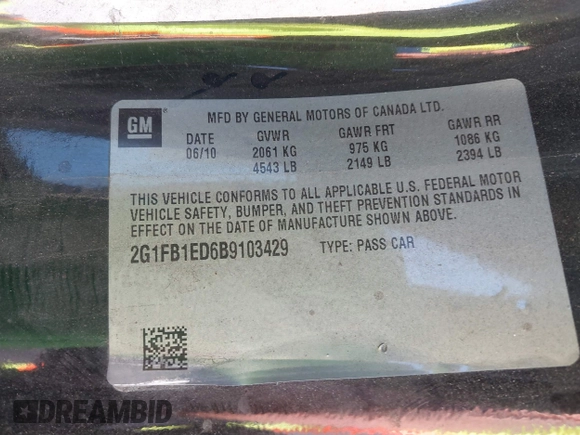 GM
MFD BY GENERAL MOTORS OF CANADA LTD.
DATE GVWR GAWR FRT GAWR RR
06/10 2061 KG 975 KG 1086 KG
4543 LB 2149 LB 2394 LB
THIS VEHICLE CONFORMS TO ALL APPLICABLE U.S. FEDERAL MOTOR
VEHICLE SAFETY, BUMPER, AND THEFT PREVENTION STANDARDS IN
EFFECT ON THE DATE OF MANUFACTURE SHOWN ABOVE.
2G1FB1ED6B9103429 TYPE: PASS CAR
DREAMBID